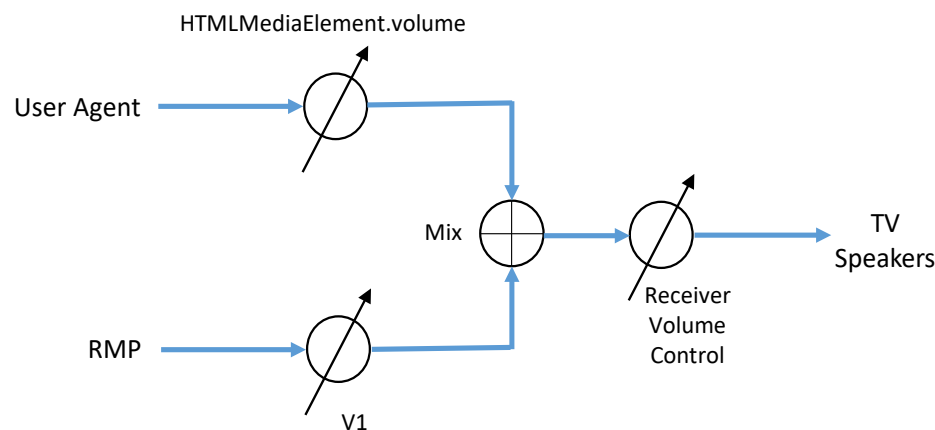 HTMLMediaElement.volume
User Agent
Mix
TV
Speakers
Receiver
Volume
Control
RMP
V1